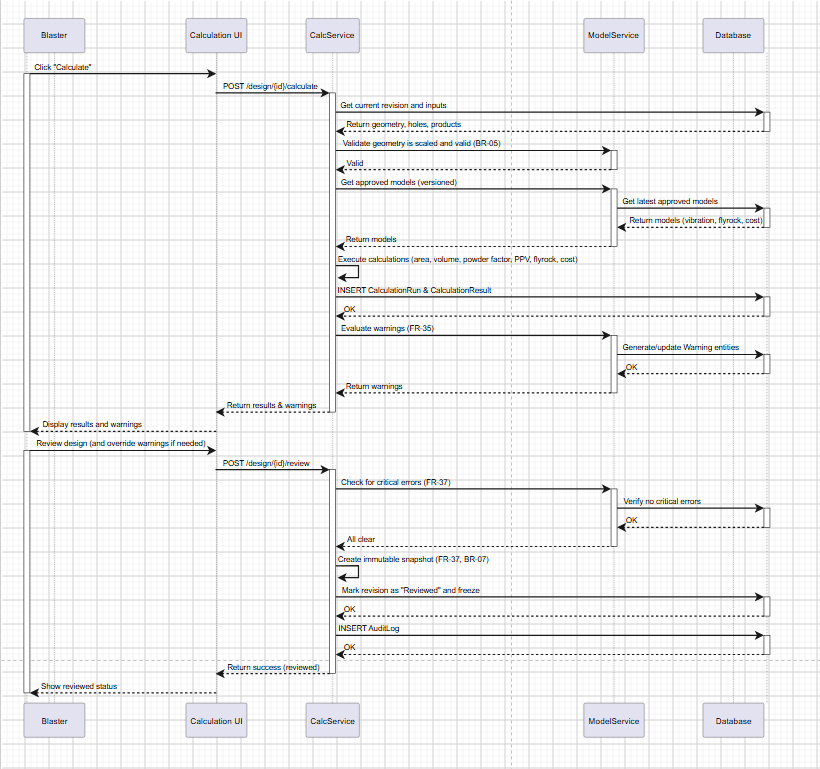 Blaster
Calculation UI
CalcService
ModelService
Database
Click "Calculate"
POST /design/{id}/calculate
Get current revision and inputs
Return geometry, holes, products
Validate geometry is scaled and valid (BR-05)
Valid
Get approved models (versioned)
Get latest approved models
Return models (vibration, flyrock, cost)
Return models
Execute calculations (area, volume, powder factor, PPV, flyrock, cost)
INSERT CalculationRun & CalculationResult
OK
Evaluate warnings (FR-35)
Generate/update Warning entities
OK
Return warnings
Return results & warnings
Display results and warnings
Review design (and override warnings if needed)
POST /design/{id}/review
Check for critical errors (FR-37)
Verify no critical errors
OK
All clear
Create immutable snapshot (FR-37, BR-07)
Mark revision as "Reviewed" and freeze
OK
INSERT AuditLog
OK
Return success (reviewed)
Show reviewed status
Blaster
Calculation UI
CalcService
ModelService
Database